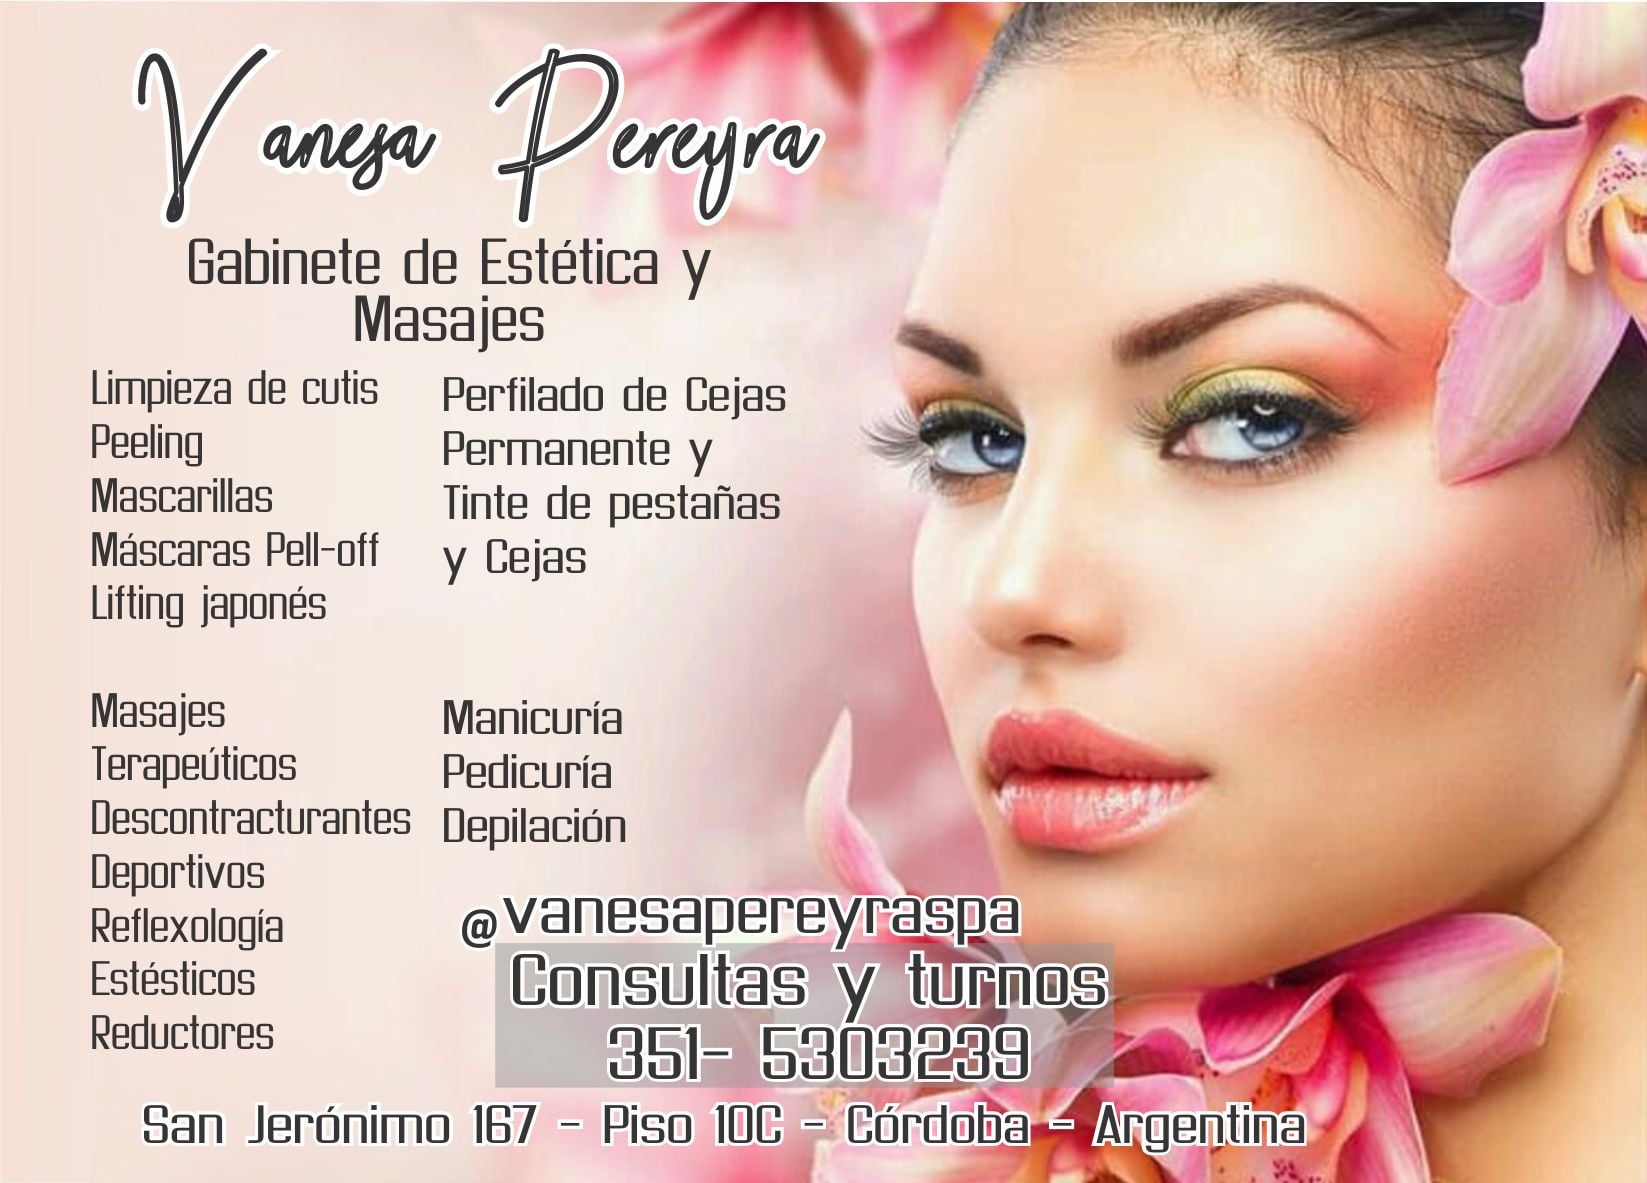 Vanesa Pereyra
Gabinete de Estética y
Masajes
Limpieza de cutis
Peeling
Mascarillas
Máscaras Pell-off
Lifting japonés
Perfilado de Cejas
Permanente y
Tinte de pestañas
y Cejas
Masajes
Terapeúticos
Descontracturantes
Deportivos
Reflexología
Estésticos
Reductores
Manicuría
Pedicuría
Depilación
@vanesapereyraspa
Consultas y turnos
351- 5303239
San Jerónimo 167 - Piso 10C - Córdoba - Argentina